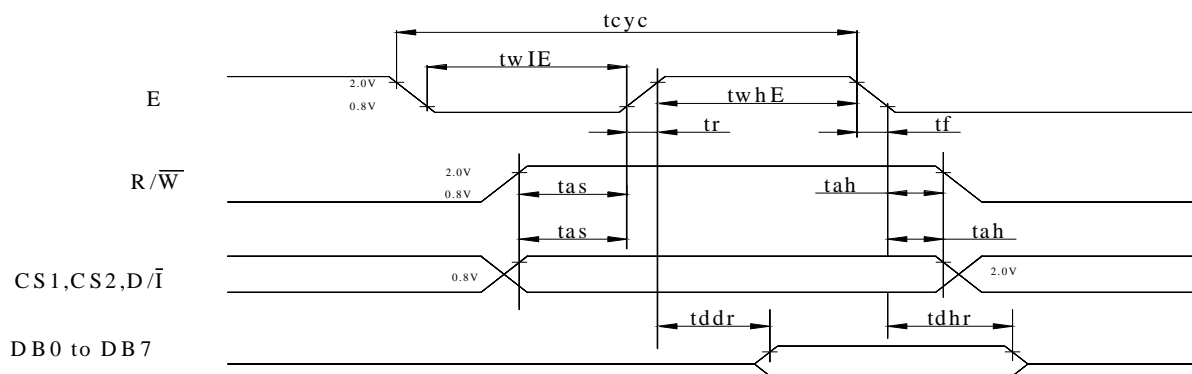 tcyc
twIE
E
2.0V
0.8V
twhE
tr
tf
R/W̅
2.0V
0.8V
tas
tah
tas
tah
CS1,CS2,D/I̅
0.8V
2.0V
tddr
tdhr
DB0 to DB7